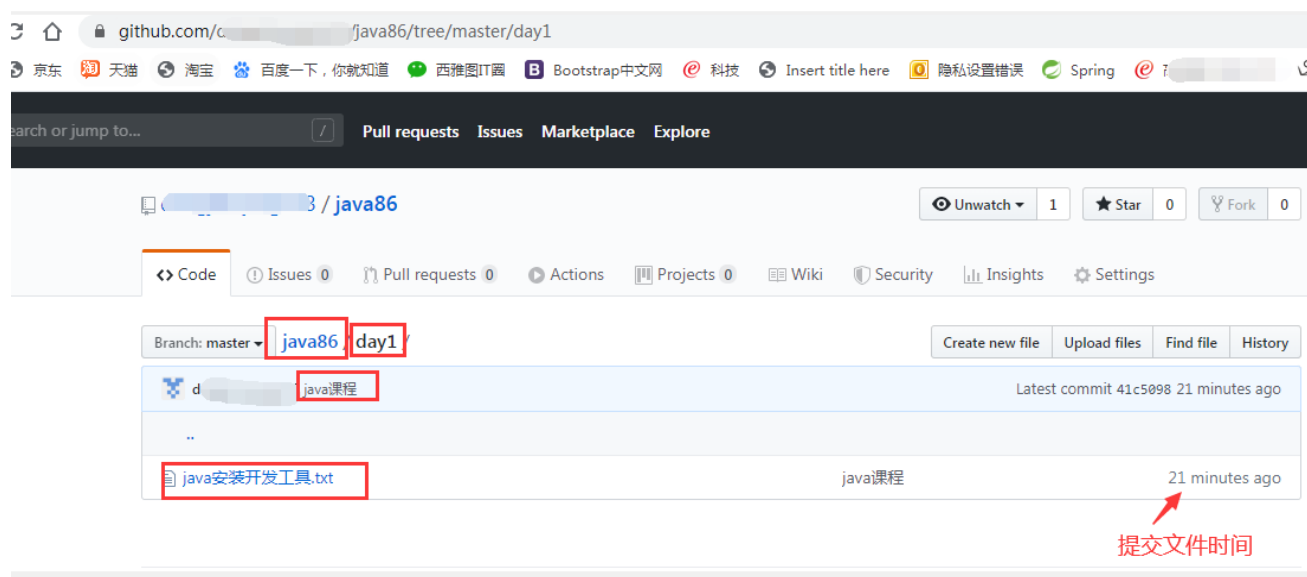 github.com/ /java86/tree/master/day1
京东 天猫 淘宝 百度一下，你就知道 西雅图IT圈 B Bootstrap中文网 科技 Insert title here 隐私设置错误 Spring
earch or jump to... / Pull requests Issues Marketplace Explore
3 / java86 Unwatch 1 Star 0 Fork 0
<> Code Issues 0 Pull requests 0 Actions Projects 0 Wiki Security Insights Settings
Branch: master java86 / day1 / Create new file Upload files Find file History
d java课程 Latest commit 41c5098 21 minutes ago
..
java安装开发工具.txt java课程 21 minutes ago
提交文件时间